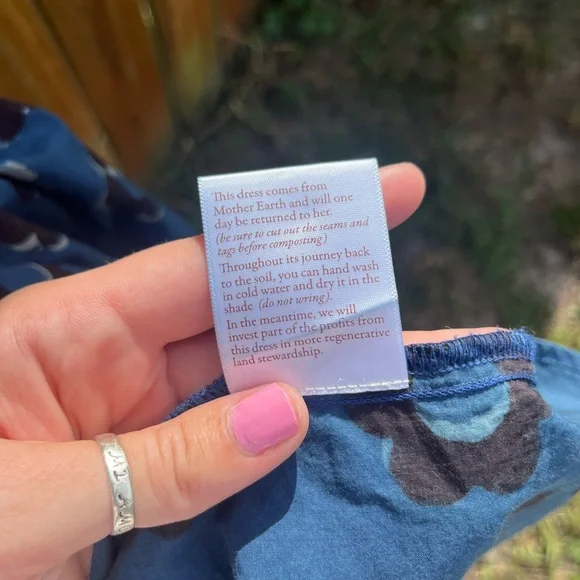 This dress comes from
Mother Earth and will one
day be returned to her.
(be sure to cut out the seams and
tags before composting)
Throughout its journey back
to the soil, you can hand wash
in cold water and dry it in the
shade (do not wring).
In the meantime, we will
invest part of the profits from
this dress in more regenerative
land stewardship.